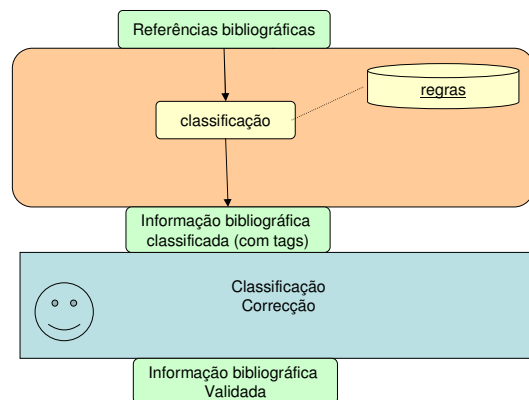 Referências bibliográficas
regras
classificação
Informação bibliográfica
classificada (com tags)
Classificação
Correcção
Informação bibliográfica
Validada